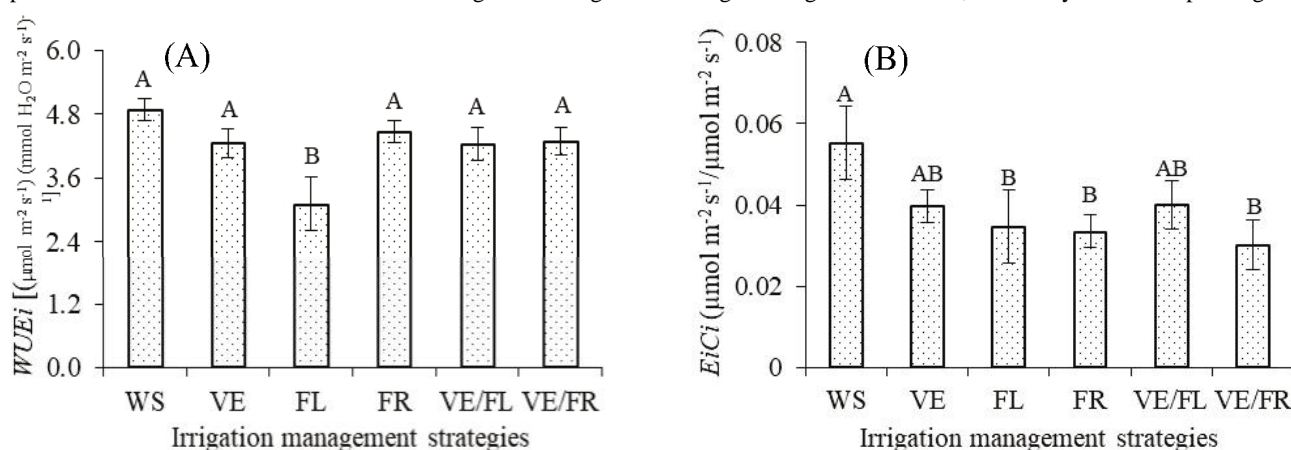 (A)
WUEi [(µmol m-2 s-1) (mmol H2O m-2 s-1)-
1]
6.0
4.8
3.6
2.4
1.2
0.0
A
A
B
A
A
A
WS VE FL FR VE/FL VE/FR
Irrigation management strategies
(B)
EiCi (µmol m-2 s-1/µmol m-2 s-1)
0.08
0.06
0.04
0.02
0
A
AB
B
B
AB
B
WS VE FL FR VE/FL VE/FR
Irrigation management strategies